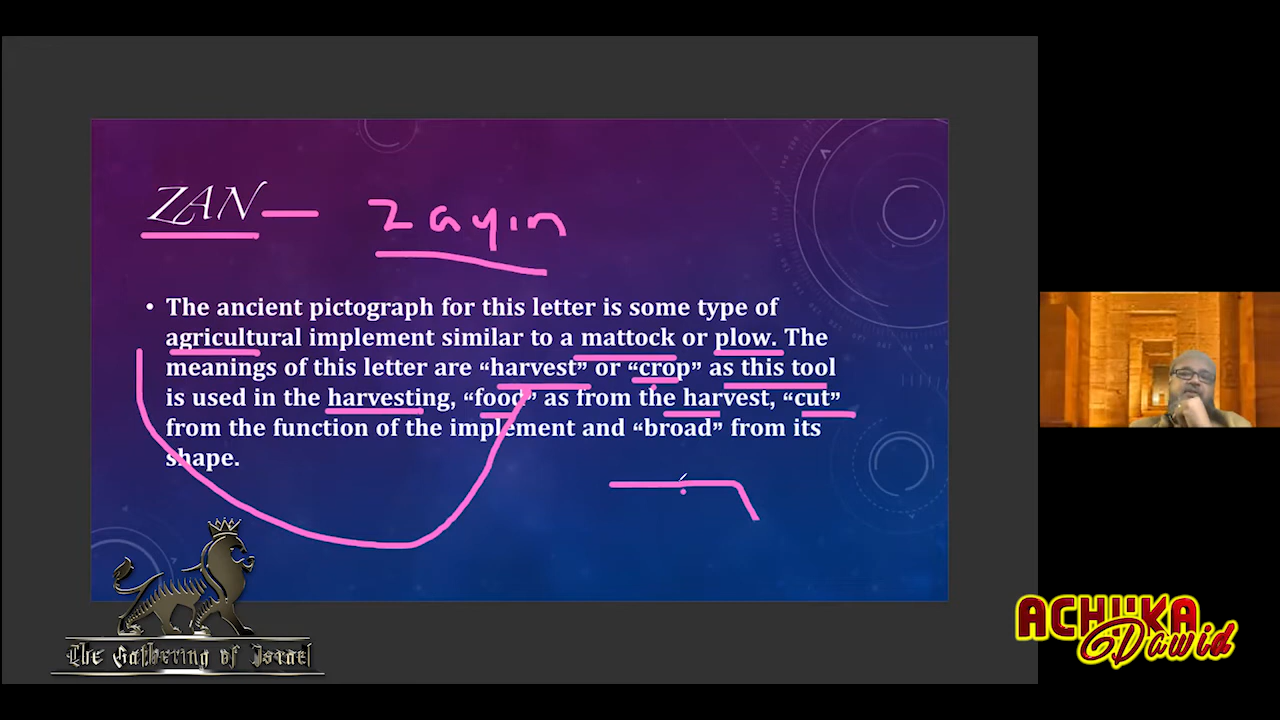 ZAN
zayin
• The ancient pictograph for this letter is some type of
agricultural implement similar to a mattock or plow. The
meanings of this letter are “harvest” or “crop” as this tool
is used in the harvesting, “food” as from the harvest, “cut”
from the function of the implement and “broad” from its
shape.
The Gathering of Israel
ACHIKA
Dawid